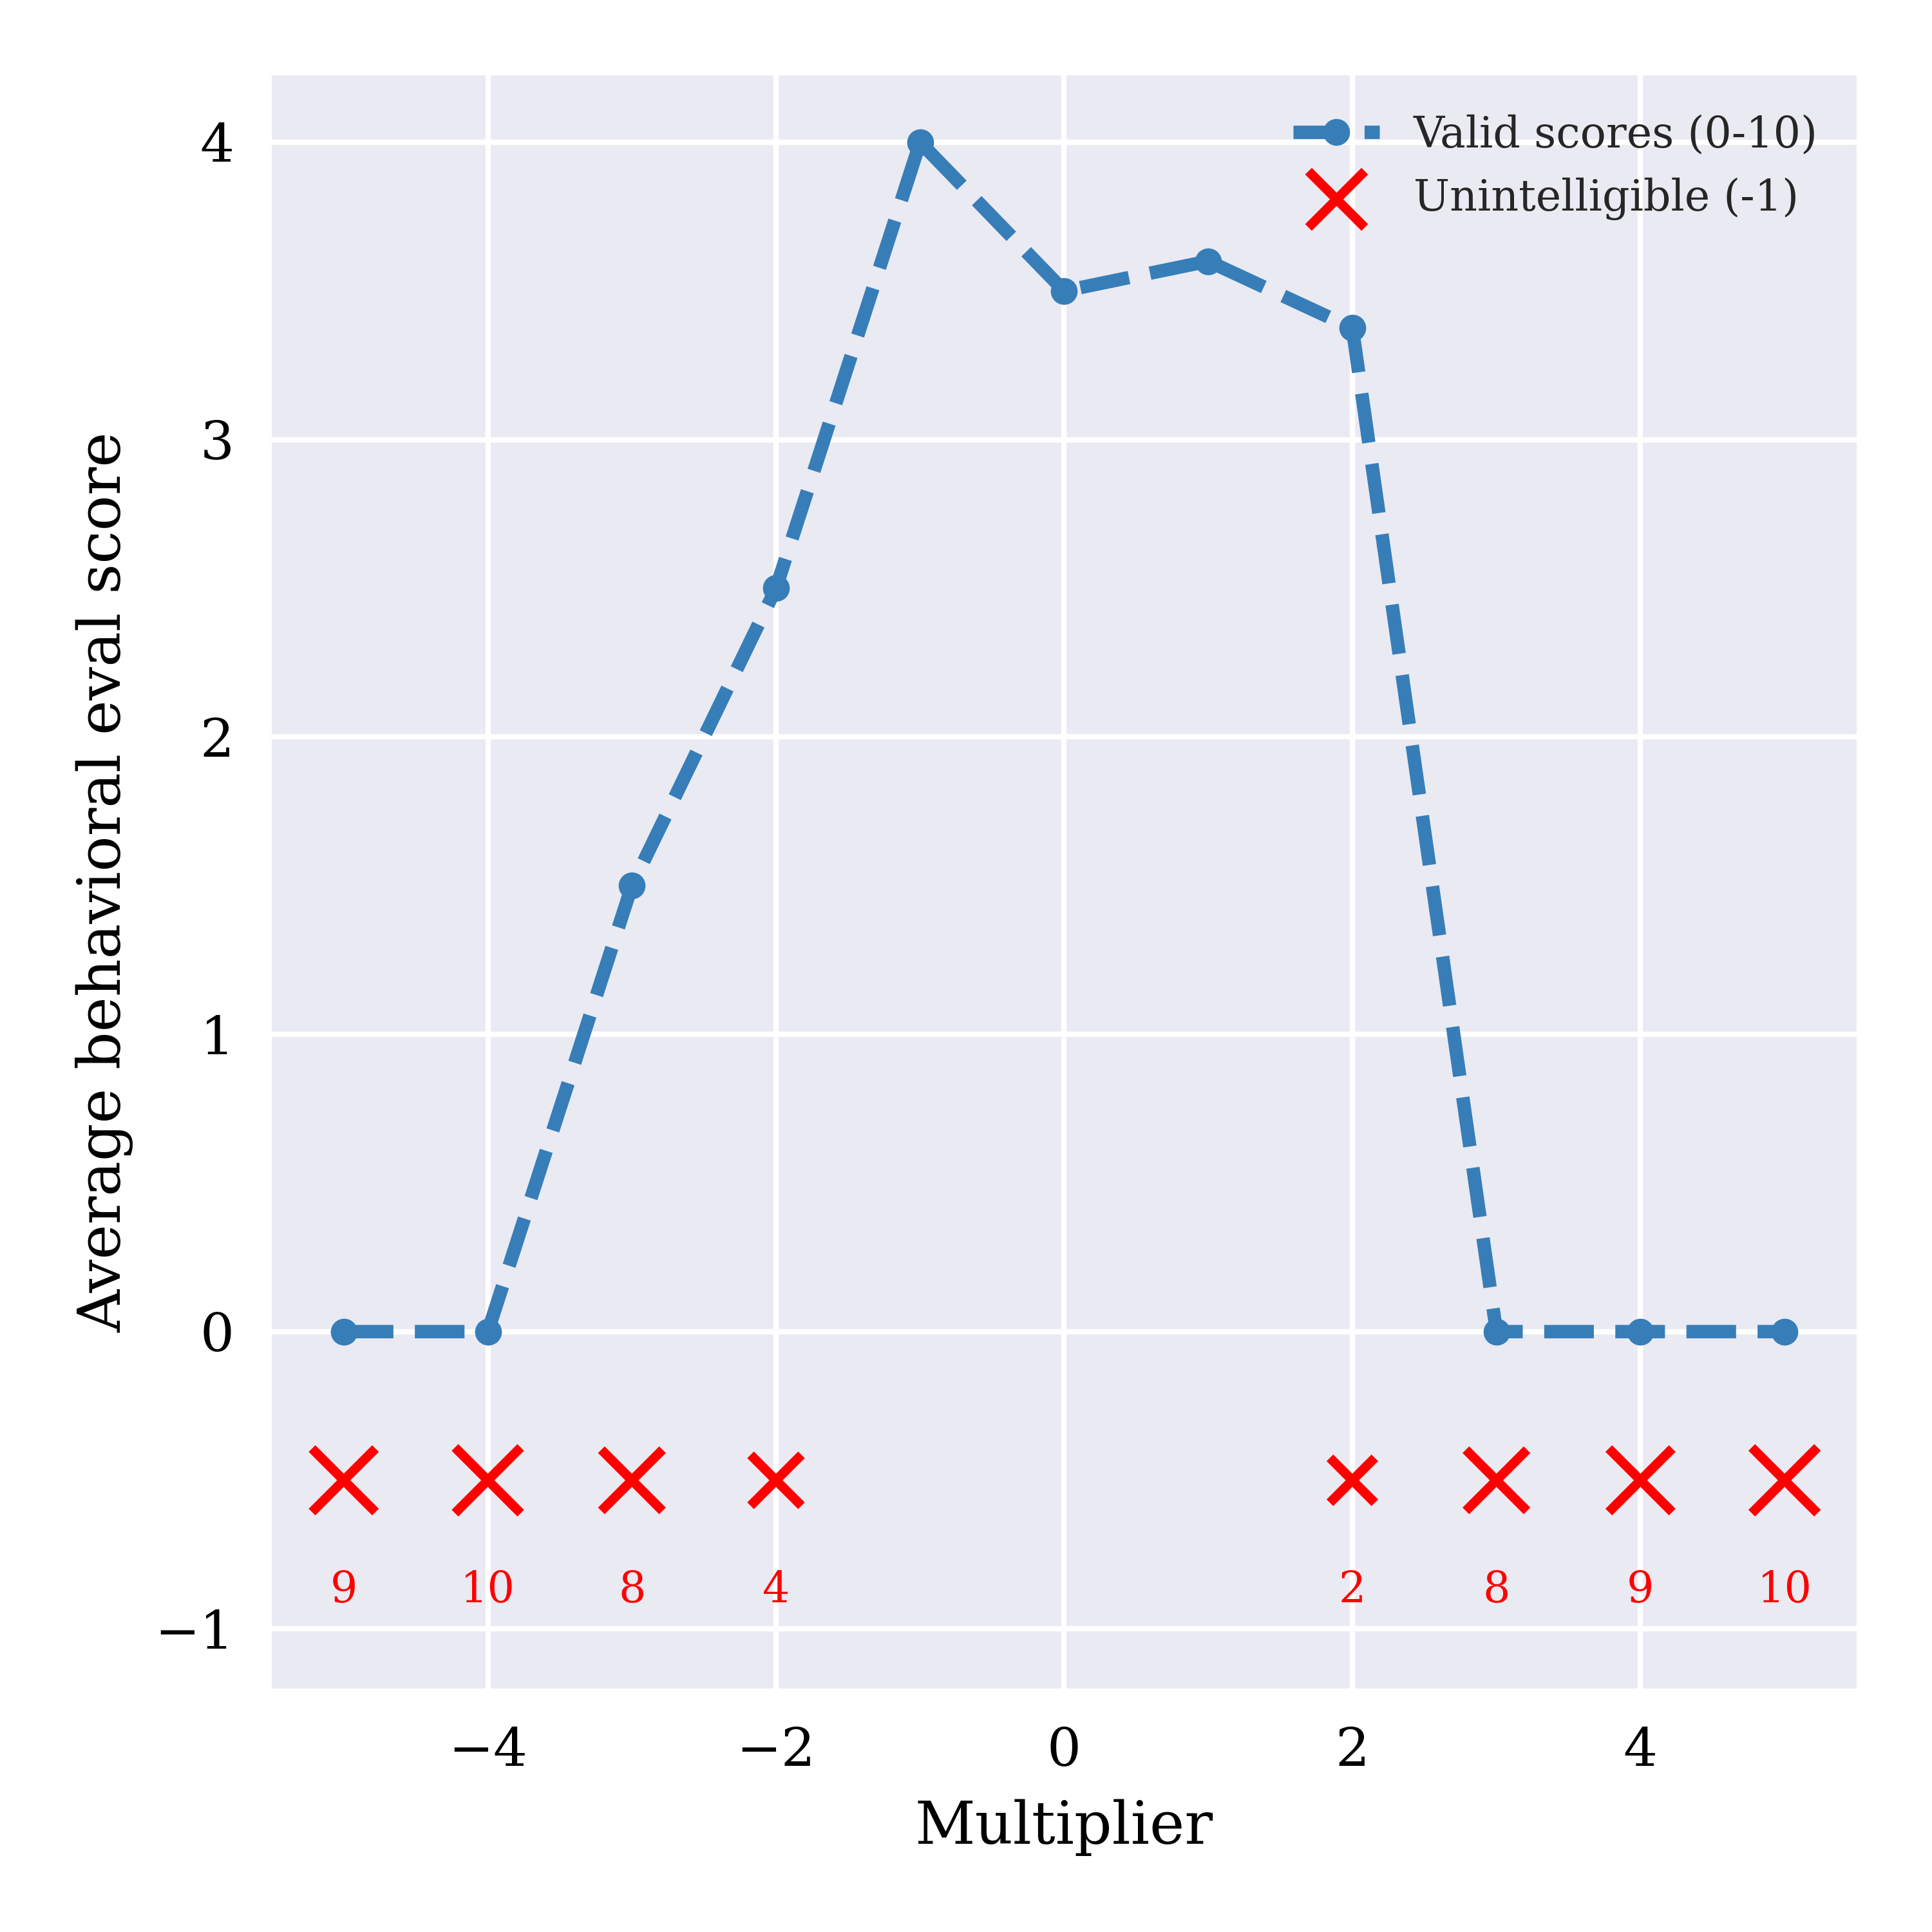 Valid scores (0-10)
Unintelligible (-1)
Average behavioral eval score
4
3
2
1
0
−1
9 10 8 4 2 8 9 10
−4 −2 0 2 4
Multiplier